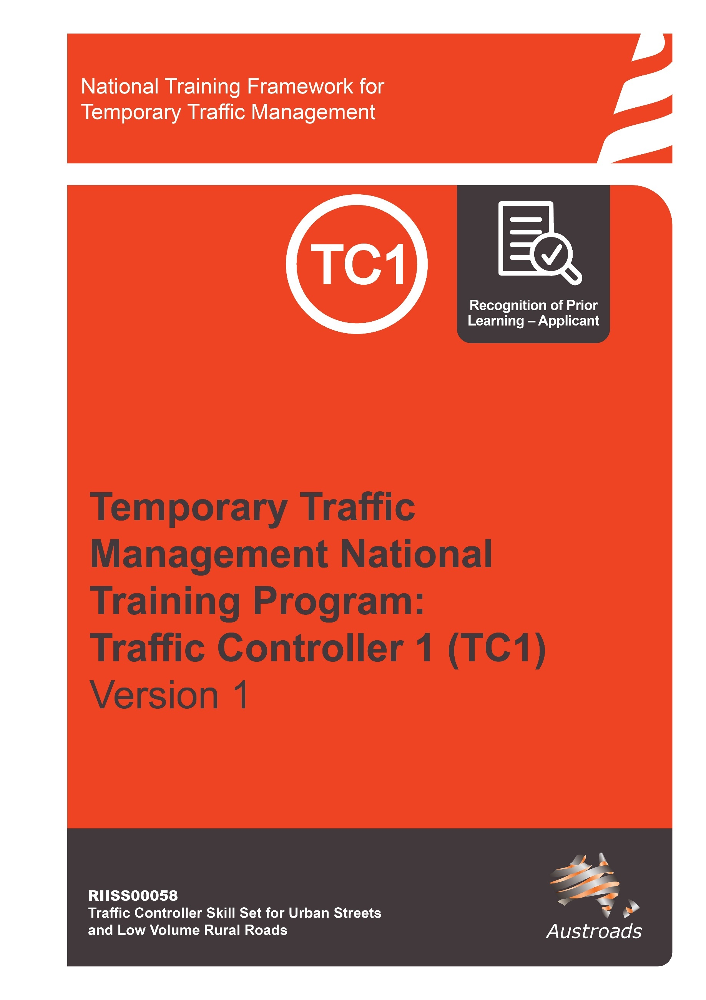 National Training Framework for
Temporary Traffic Management
TC1
Recognition of Prior
Learning – Applicant
Temporary Traffic
Management National
Training Program:
Traffic Controller 1 (TC1)
Version 1
RIISS00058
Traffic Controller Skill Set for Urban Streets
and Low Volume Rural Roads
Austroads